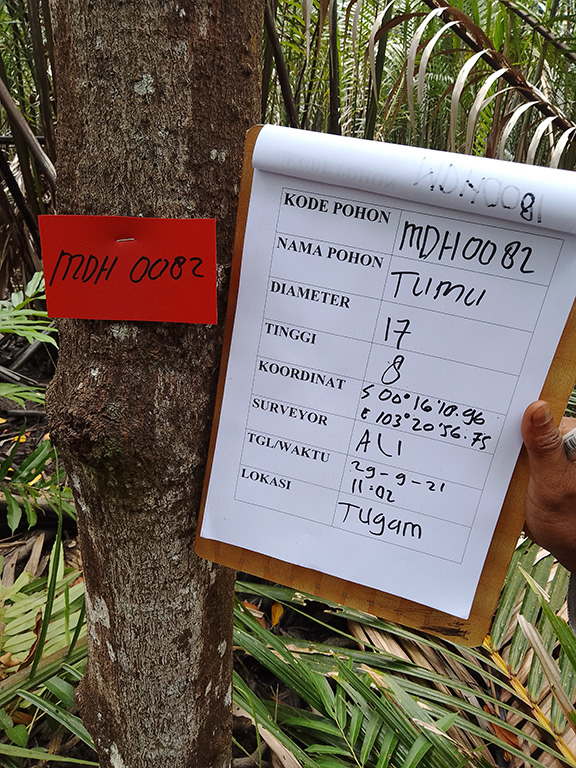 MDH 0082
MDH0081
KODE POHON MDH0082
NAMA POHON TUMU
DIAMETER 17
TINGGI 8
KOORDINAT S 00°16'18.96
E 103°20'56.75
SURVEYOR ALI
TGL/WAKTU 29-9-21
11:02
LOKASI Tugam